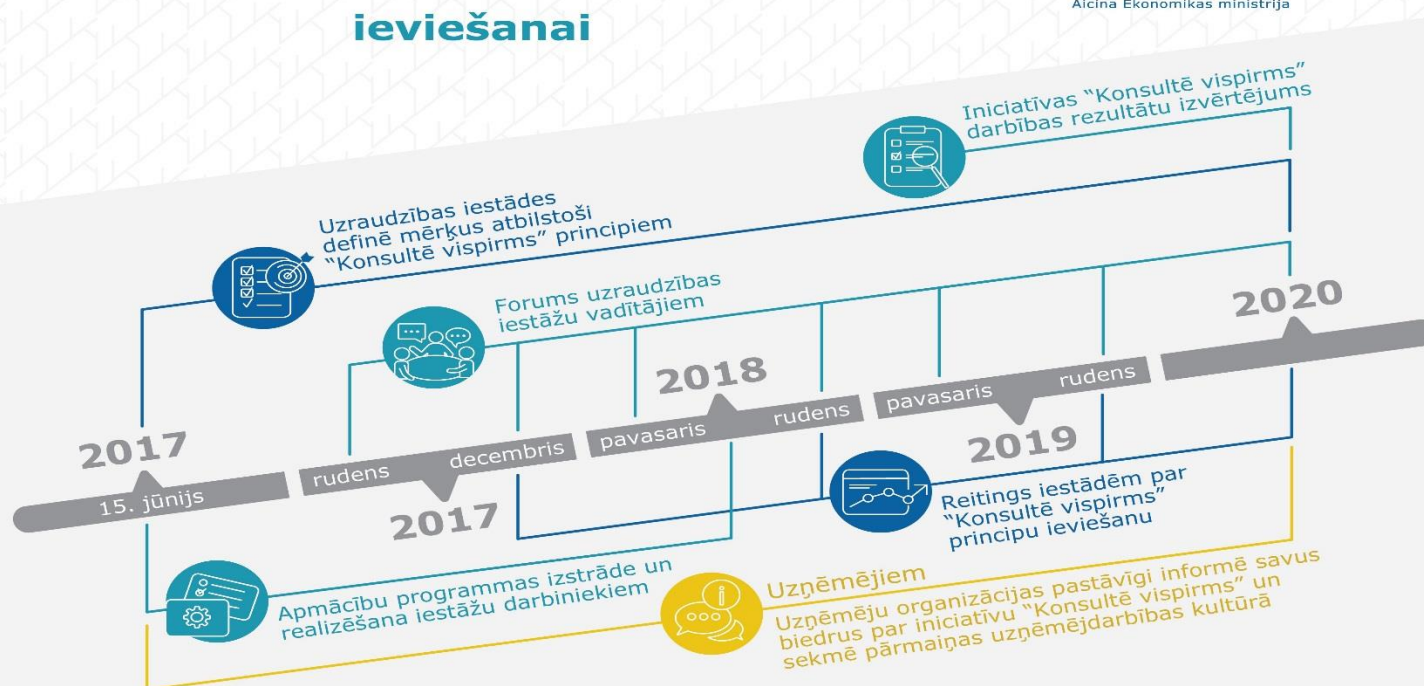 ieviešanai
Aicina Ekonomikas ministrija
Iniciatīvas “Konsultē vispirms”
darbības rezultātu izvērtējums
Uzraudzības iestādes
definē mērķus atbilstoši
“Konsultē vispirms” principiem
Forums uzraudzības
iestāžu vadītājiem
2020
2018
2017
15. jūnijs
rudens
decembris
pavasaris
rudens
pavasaris
rudens
2017
2019
Reitings iestādēm par
“Konsultē vispirms”
principu ieviešanu
Apmācību programmas izstrāde un
realizēšana iestāžu darbiniekiem
Uzņēmējiem
Uzņēmēju organizācijas pastāvīgi informē savus
biedrus par iniciatīvu “Konsultē vispirms” un
sekmē pārmaiņas uzņēmējdarbības kultūrā